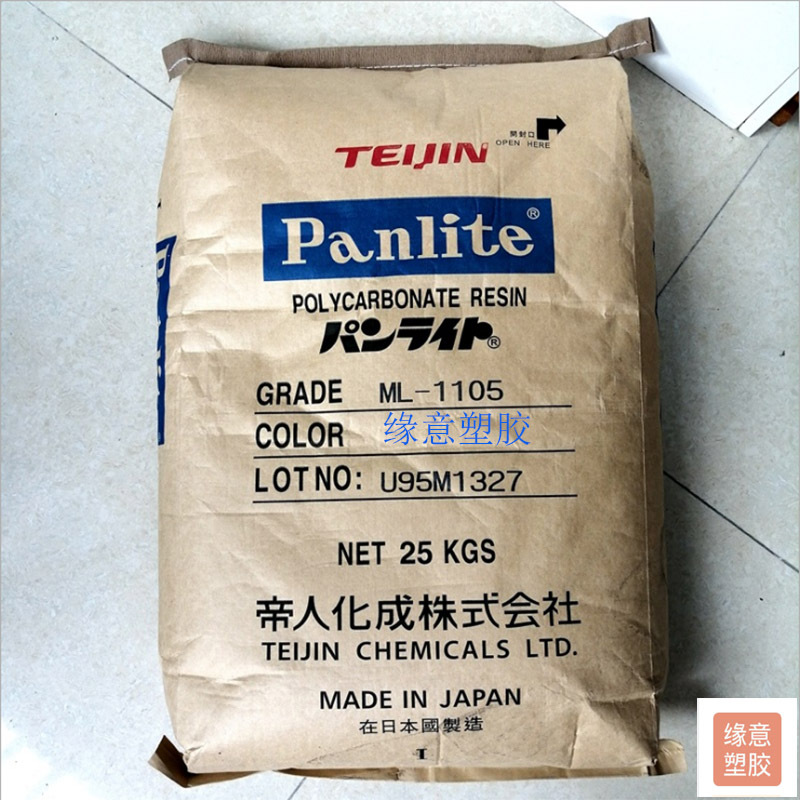 開封口
OPEN HERE
TEIJIN
Panlite®
POLYCARBONATE RESIN
パンライト®
GRADE ML-1105
COLOR 缘意塑胶
LOT NO: U95M1327
NET 25 KGS
帝人化成株式会社
TEIJIN CHEMICALS LTD.
MADE IN JAPAN
在日本國製造
缘意
塑胶